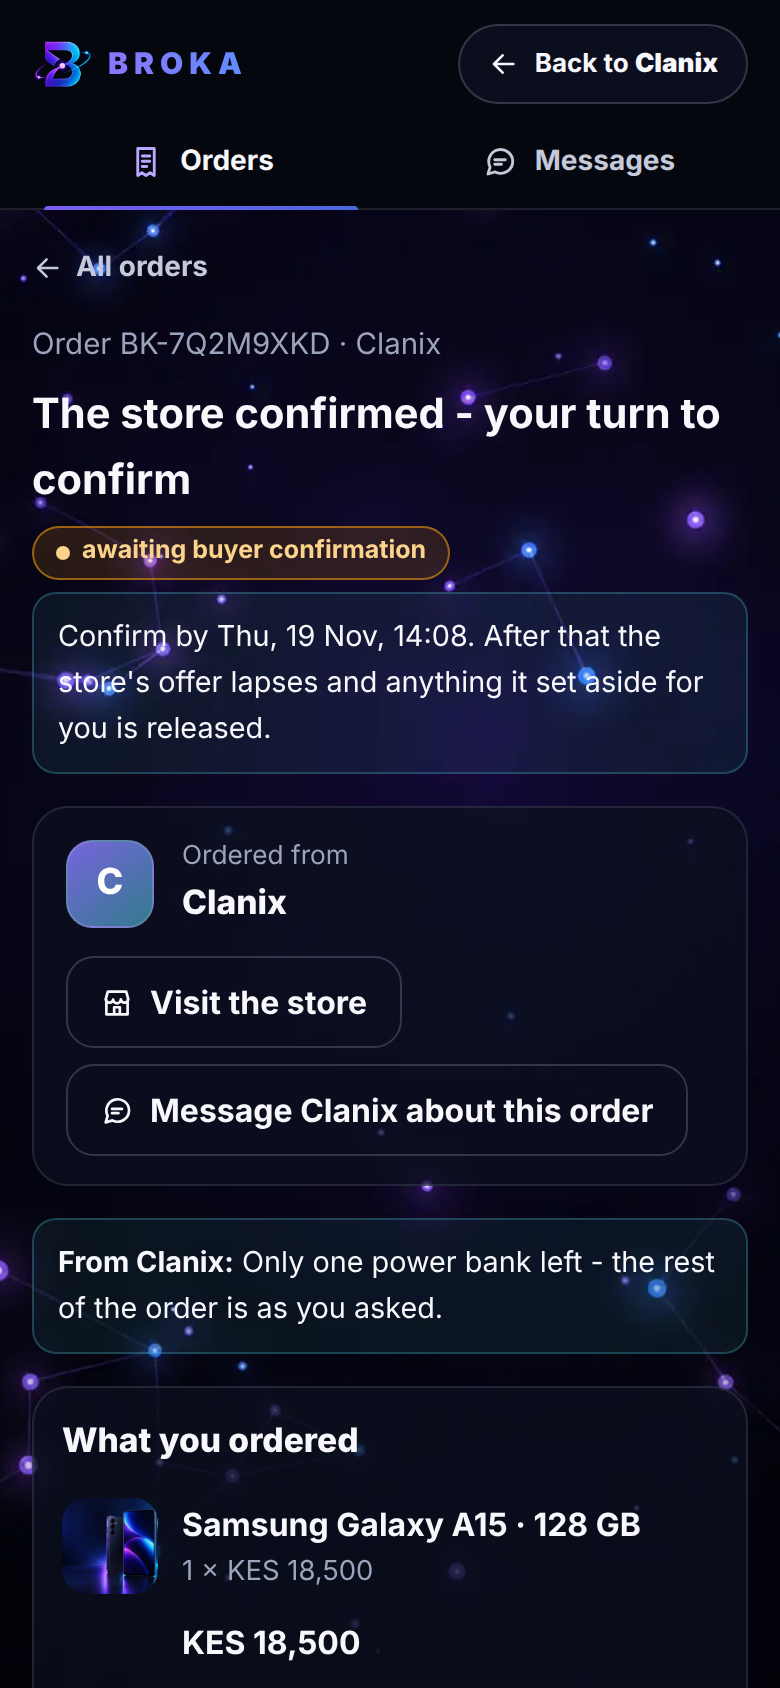 BROKA
Back to Clanix
Orders
Messages
All orders
Order BK-7Q2M9XKD · Clanix
The store confirmed - your turn to
confirm
awaiting buyer confirmation
Confirm by Thu, 19 Nov, 14:08. After that the
store's offer lapses and anything it set aside for
you is released.
C
Ordered from
Clanix
Visit the store
Message Clanix about this order
From Clanix: Only one power bank left - the rest
of the order is as you asked.
What you ordered
Samsung Galaxy A15 · 128 GB
1 × KES 18,500
KES 18,500